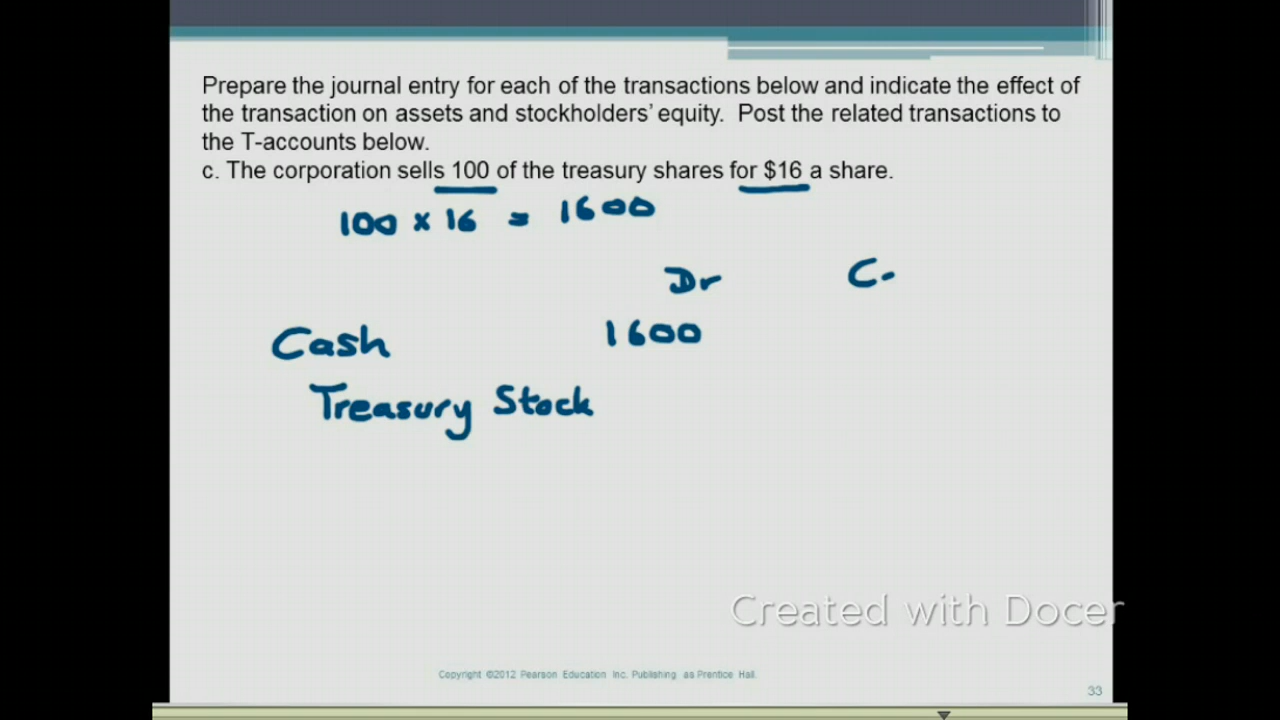 Prepare the journal entry for each of the transactions below and indicate the effect of
the transaction on assets and stockholders' equity. Post the related transactions to
the T-accounts below.
c. The corporation sells 100 of the treasury shares for $16 a share.
100 x 16 = 1600
Dr C
Cash 1600
Treasury Stock
Created with Docer
Copyright ©2012 Pearson Education Inc. Publishing as Prentice Hall.
33